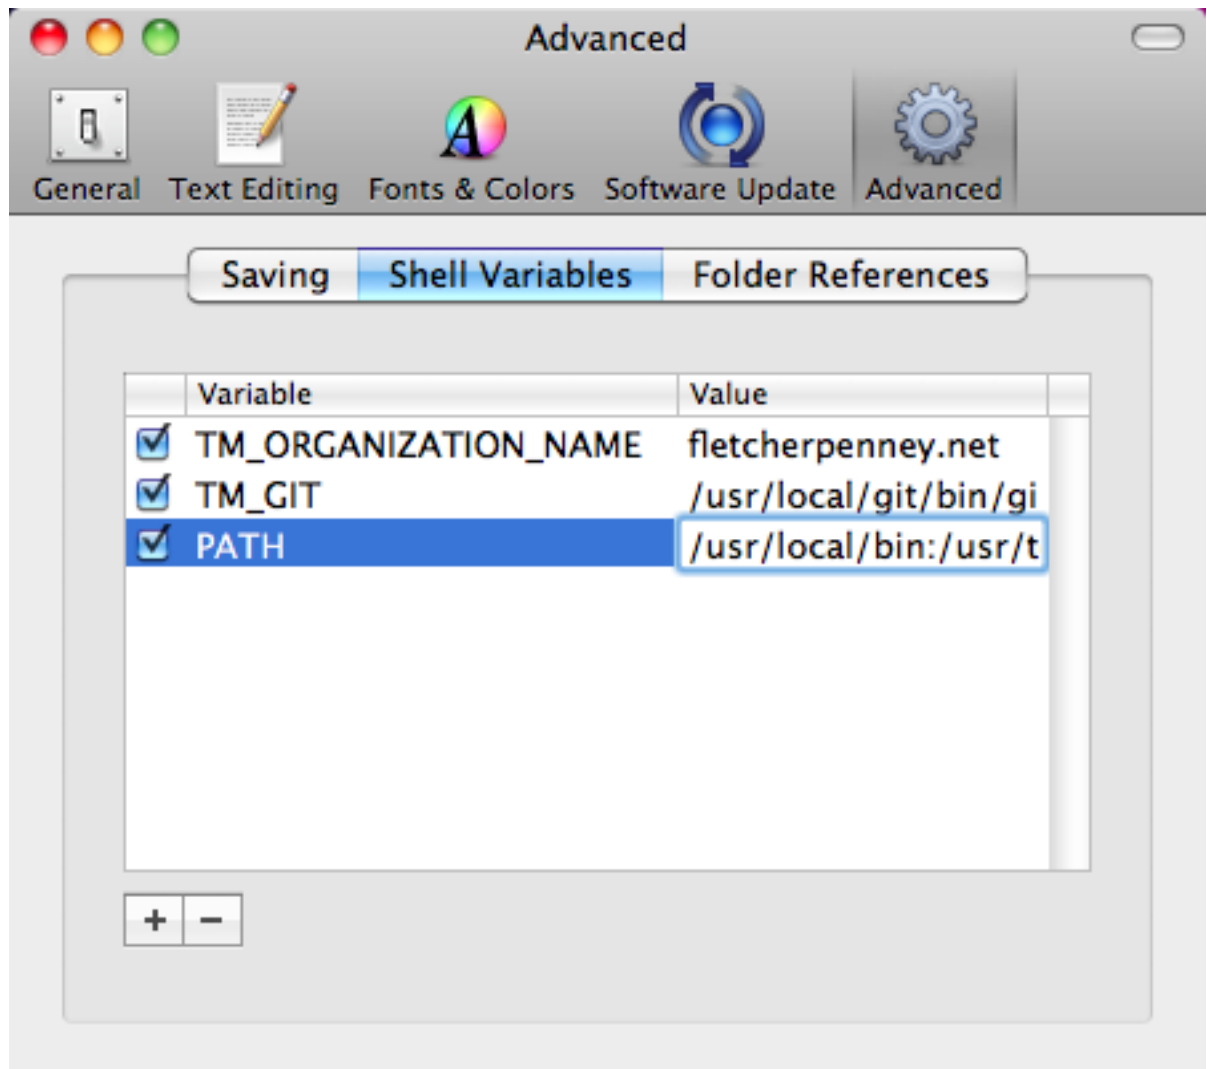 Advanced
General Text Editing Fonts & Colors Software Update Advanced
Saving Shell Variables Folder References
Variable Value
TM_ORGANIZATION_NAME fletcherpenney.net
TM_GIT /usr/local/git/bin/gi
PATH /usr/local/bin:/usr/t
+ −